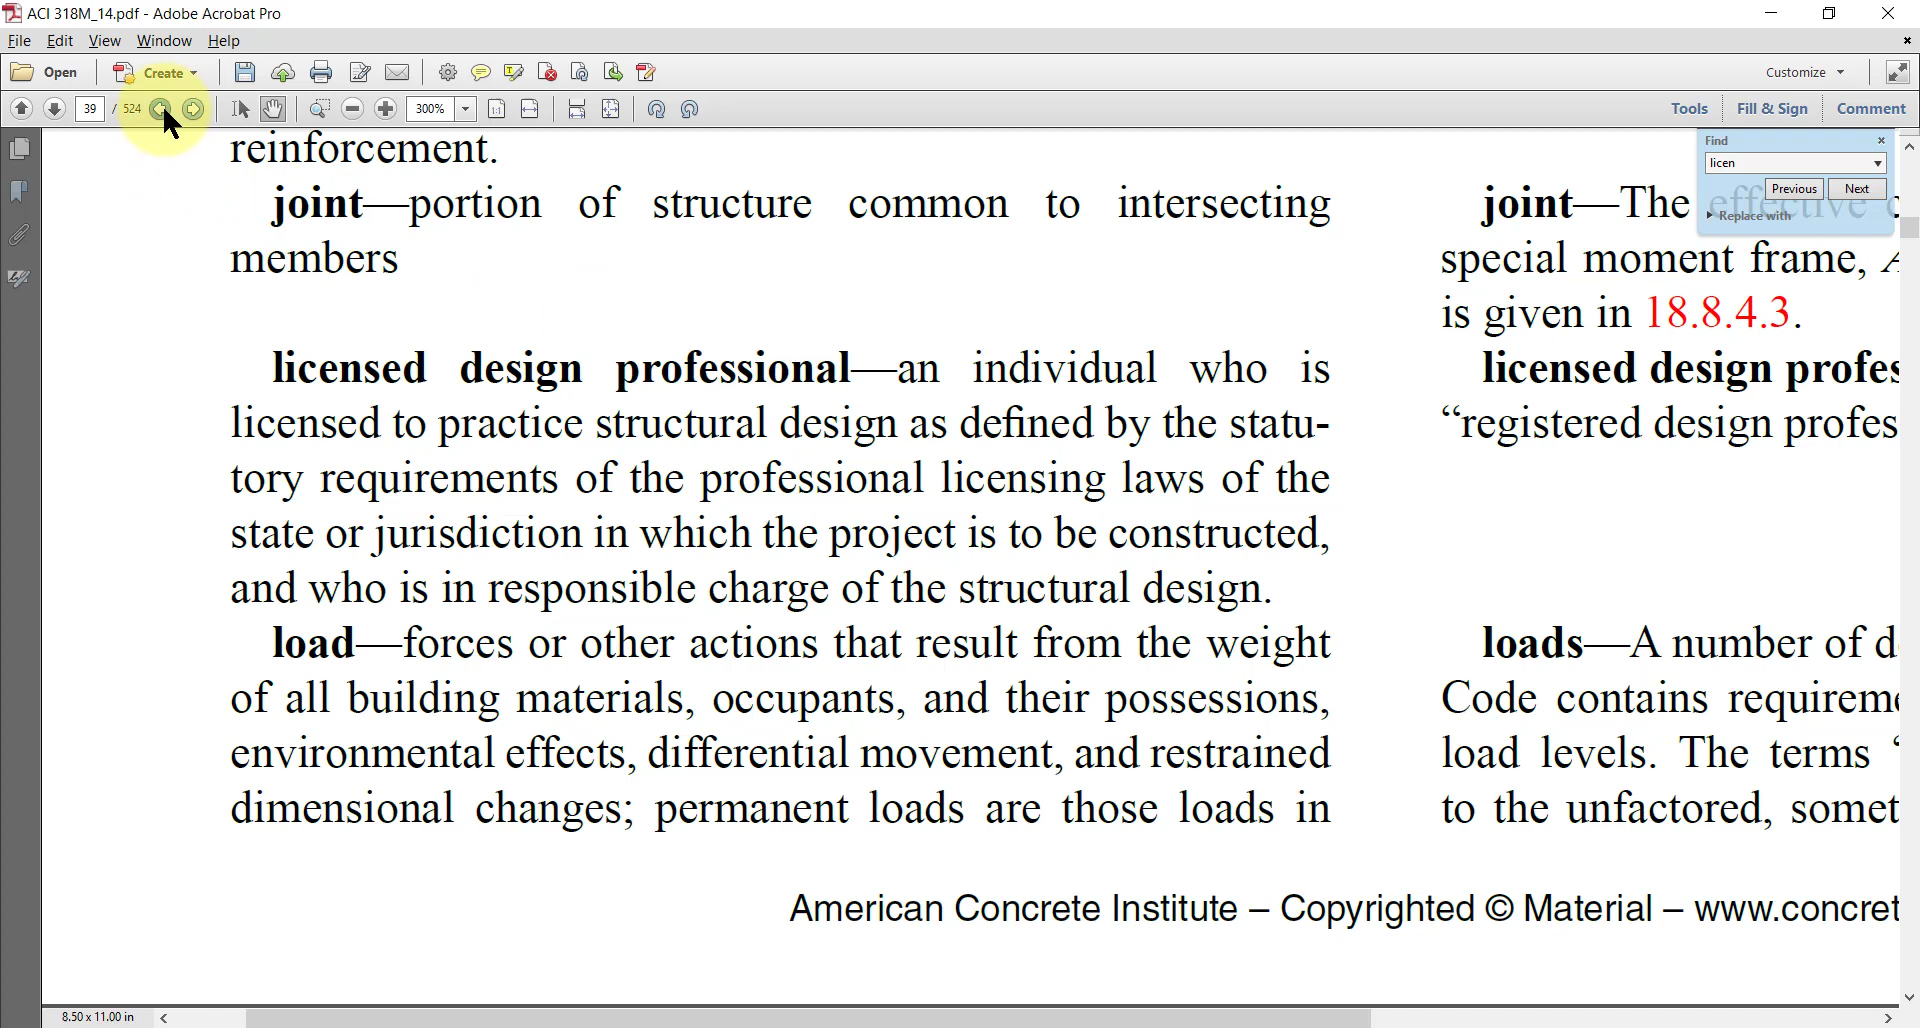 ACI 318M_14.pdf - Adobe Acrobat Pro
File Edit View Window Help
Open Create Customize
39 / 524 300% Tools Fill & Sign Comment
Find
licen
Previous Next
Replace with
reinforcement.
joint—portion of structure common to intersecting
members
licensed design professional—an individual who is
licensed to practice structural design as defined by the statu-
tory requirements of the professional licensing laws of the
state or jurisdiction in which the project is to be constructed,
and who is in responsible charge of the structural design.
load—forces or other actions that result from the weight
of all building materials, occupants, and their possessions,
environmental effects, differential movement, and restrained
dimensional changes; permanent loads are those loads in
joint—The effective c
special moment frame, A
is given in 18.8.4.3.
licensed design profes
“registered design profes
loads—A number of d
Code contains requirem
load levels. The terms “
to the unfactored, somet
American Concrete Institute – Copyrighted © Material – www.concret
8.50 x 11.00 in